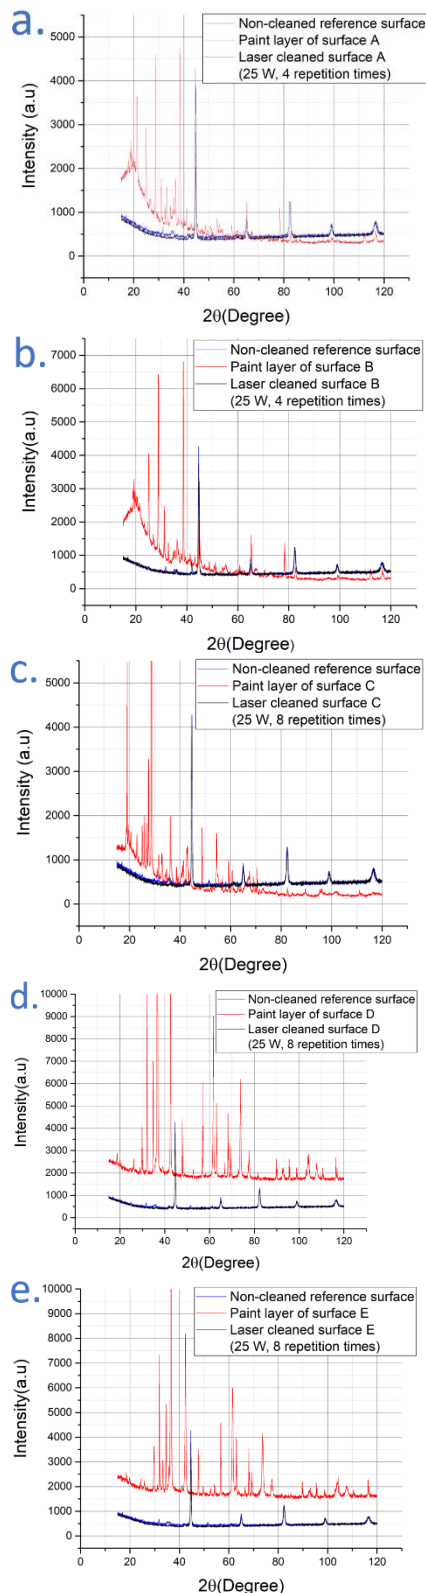 a.
Non-cleaned reference surface
Paint layer of surface A
Laser cleaned surface A
(25 W, 4 repetition times)
5000
4000
3000
2000
1000
0
Intensity (a.u)
0 20 40 60 80 100 120
2θ(Degree)
b.
Non-cleaned reference surface
Paint layer of surface B
Laser cleaned surface B
(25 W, 4 repetition times)
7000
6000
5000
4000
3000
2000
1000
0
Intensity(a.u)
0 20 40 60 80 100 120
2θ(Degree)
c.
Non-cleaned reference surface
Paint layer of surface C
Laser cleaned surface C
(25 W, 8 repetition times)
5000
4000
3000
2000
1000
0
Intensity (a.u)
0 20 40 60 80 100 120
2θ(Degree)
d.
Non-cleaned reference surface
Paint layer of surface D
Laser cleaned surface D
(25 W, 8 repetition times)
10000
9000
8000
7000
6000
5000
4000
3000
2000
1000
0
Intensity(a.u)
0 20 40 60 80 100 120
2θ(Degree)
e.
Non-cleaned reference surface
Paint layer of surface E
Laser cleaned surface E
(25 W, 8 repetition times)
10000
9000
8000
7000
6000
5000
4000
3000
2000
1000
0
Intensity(a.u)
0 20 40 60 80 100 120
2θ(Degree)